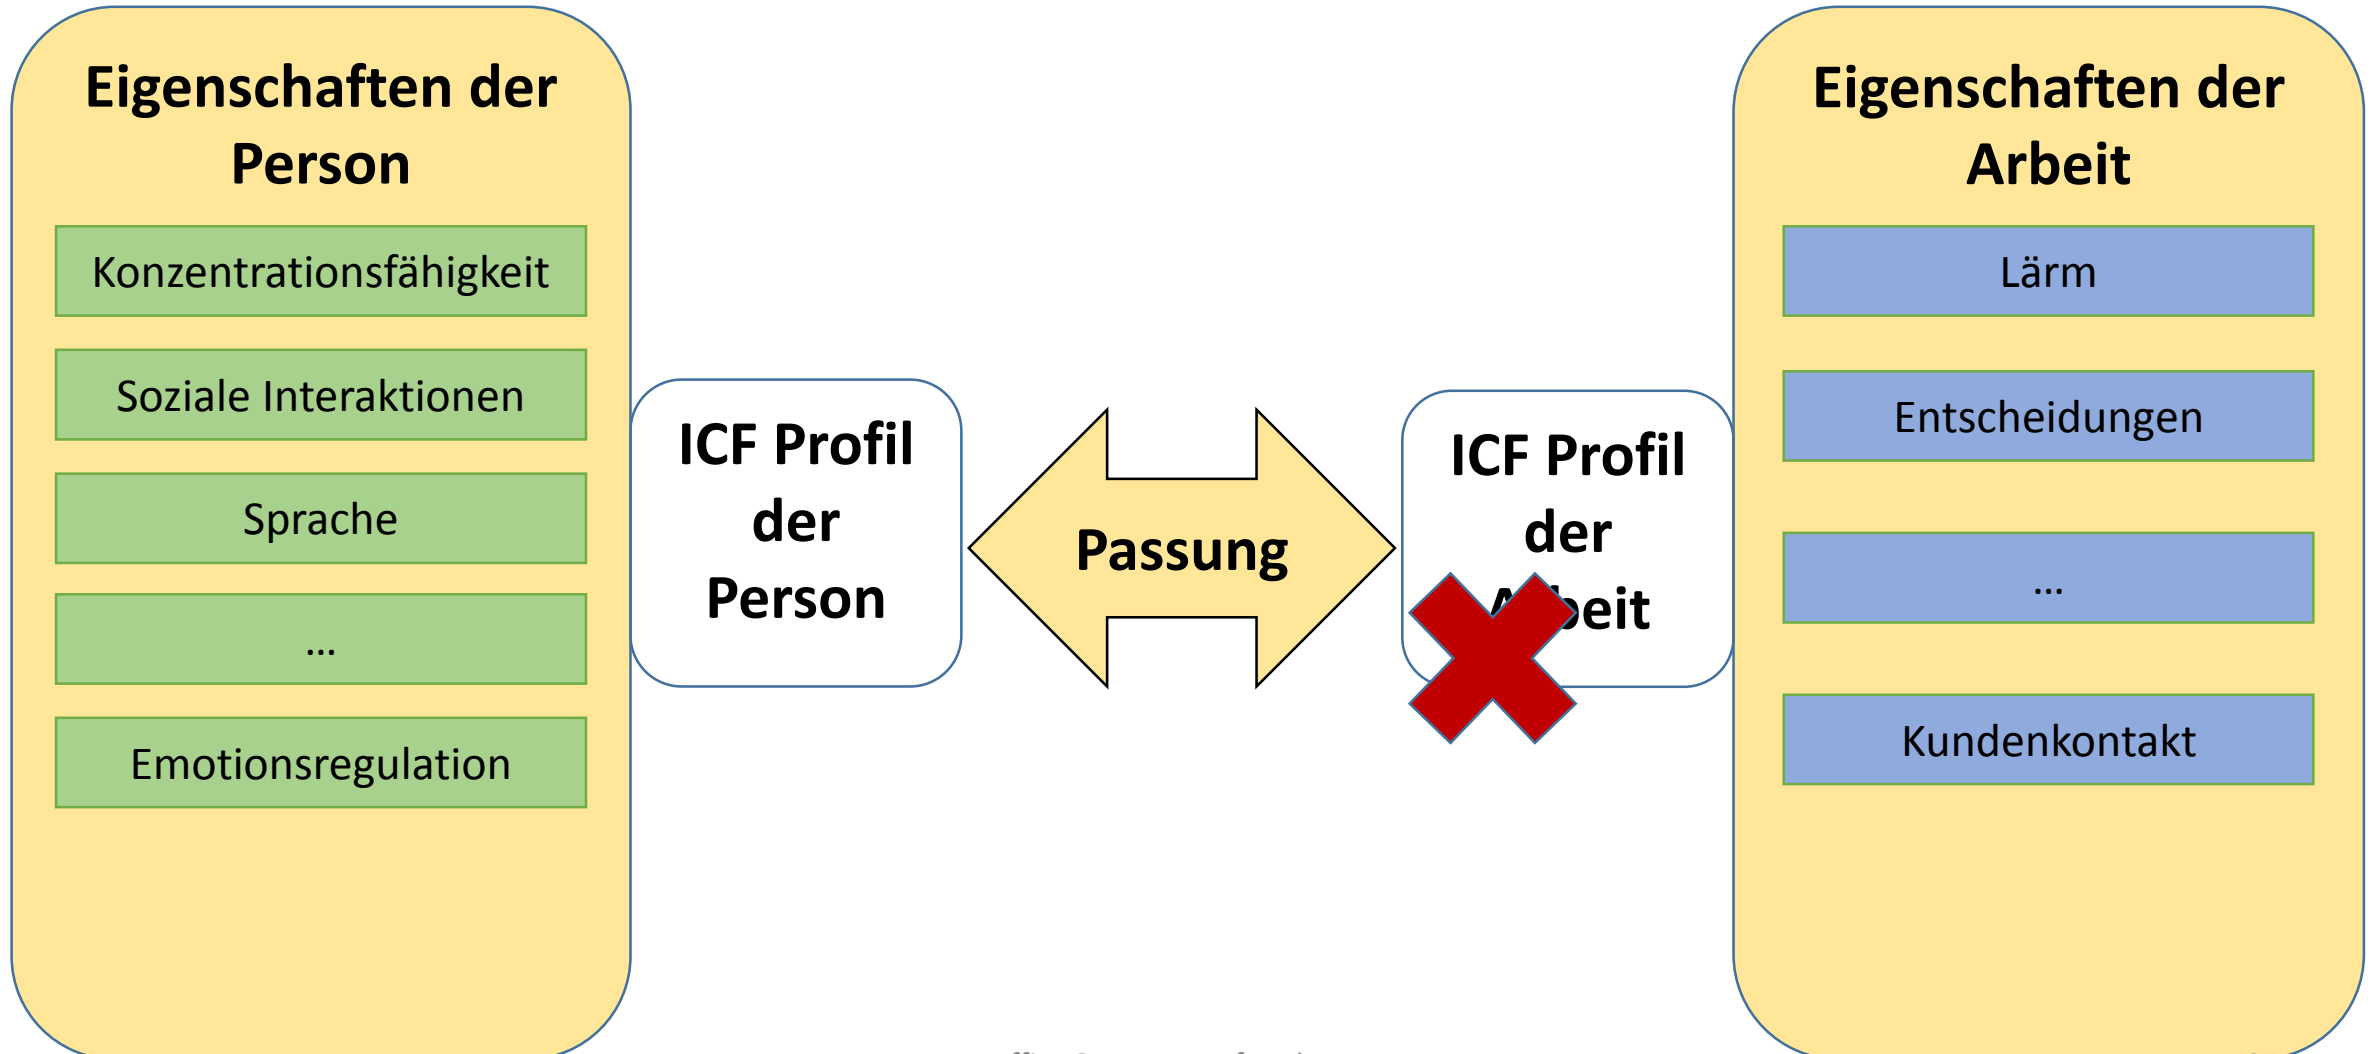 Eigenschaften der
Person
Konzentrationsfähigkeit
Soziale Interaktionen
Sprache
...
Emotionsregulation
ICF Profil
der
Person
Passung
ICF Profil
der
Arbeit
Eigenschaften der
Arbeit
Lärm
Entscheidungen
...
Kundenkontakt